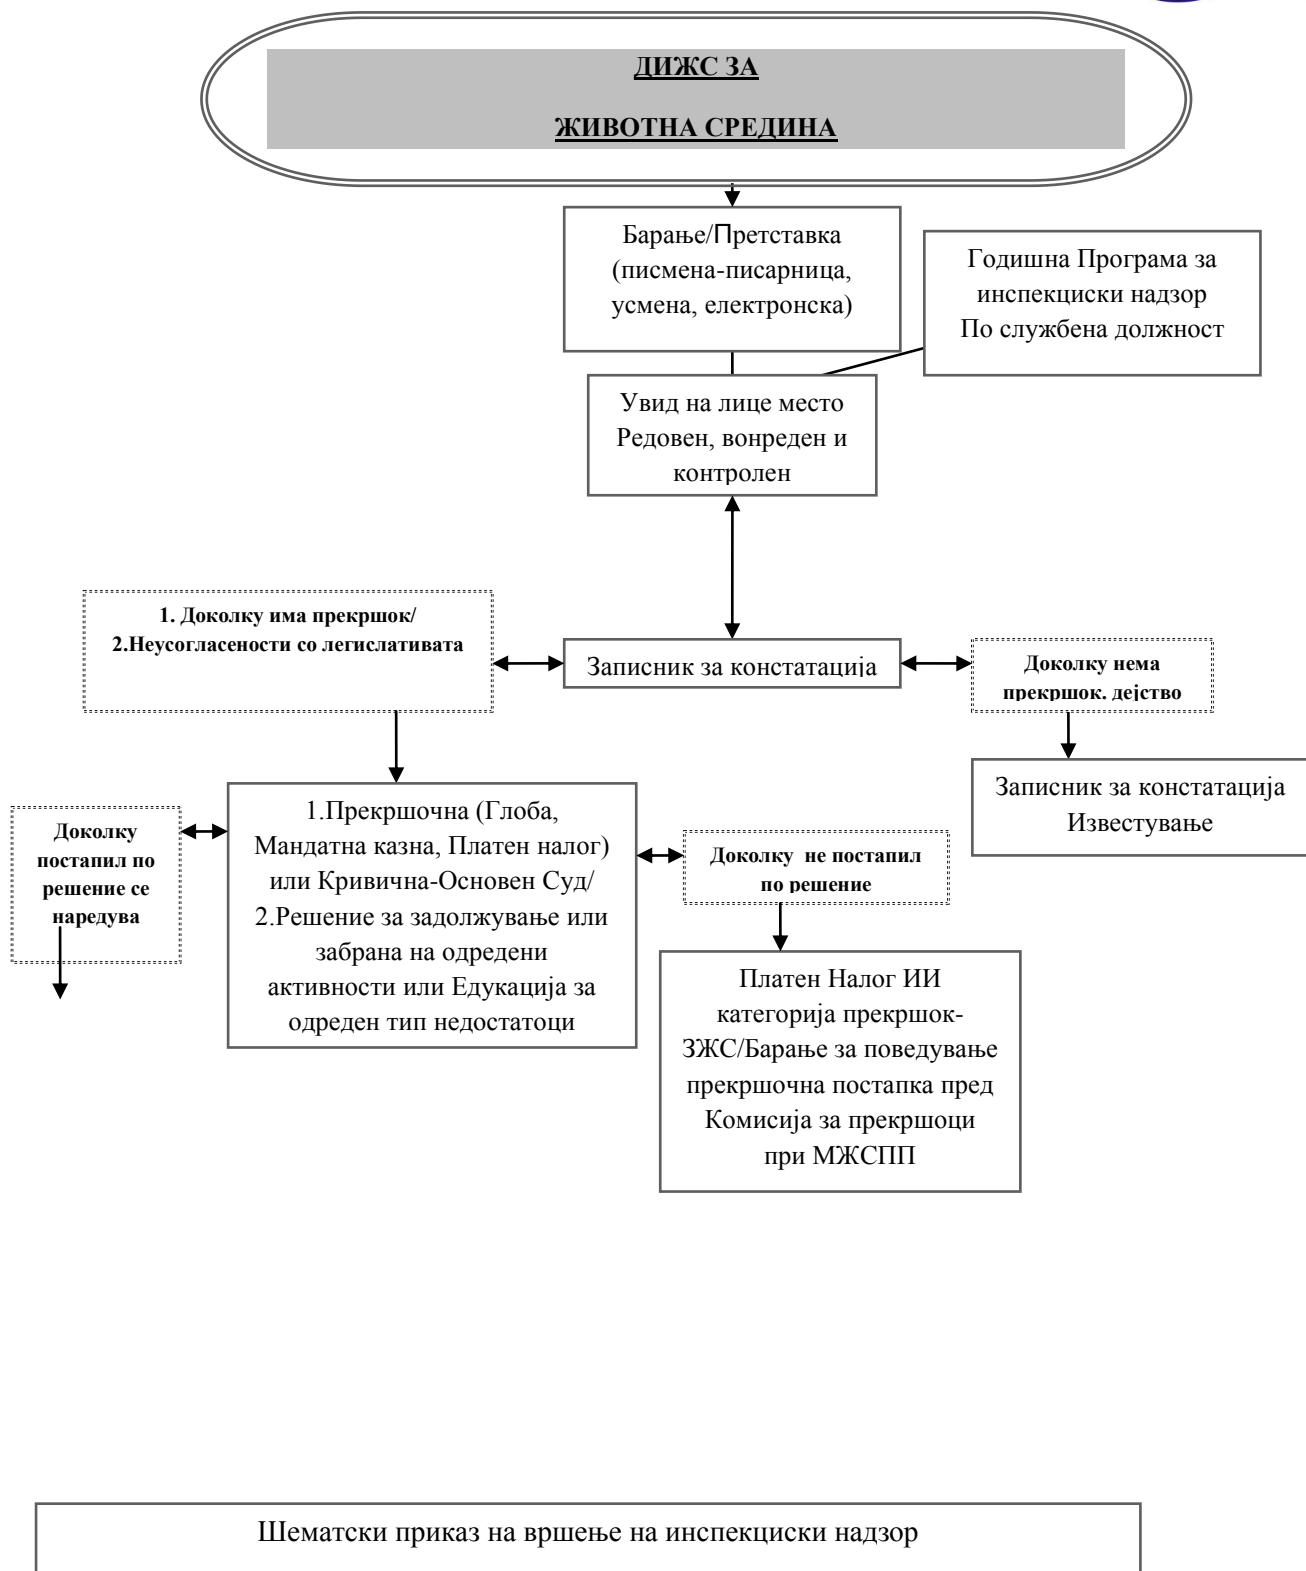 ДИЖС ЗА
ЖИВОТНА СРЕДИНА
Барање/Претставка
(писмена-писарница,
усмена, електронска)
Годишна Програма за
инспекциски надзор
По службена должност
Увид на лице место
Редовен, вонреден и
контролен
1. Доколку има прекршок/
2.Неусогласености со легислативата
Записник за констатација
Доколку нема
прекршок. дејство
Записник за констатација
Известување
Доколку
постапил по
решение се
наредува
1.Прекршочна (Глоба,
Мандатна казна, Платен налог)
или Кривична-Основен Суд/
2.Решение за задолжување или
забрана на одредени
активности или Едукација за
одреден тип недостатоци
Доколку не постапил
по решение
Платен Налог ИИ
категорија прекршок-
ЗЖС/Барање за поведување
прекршочна постапка пред
Комисија за прекршоци
при МЖСПП
Шематски приказ на вршење на инспекциски надзор